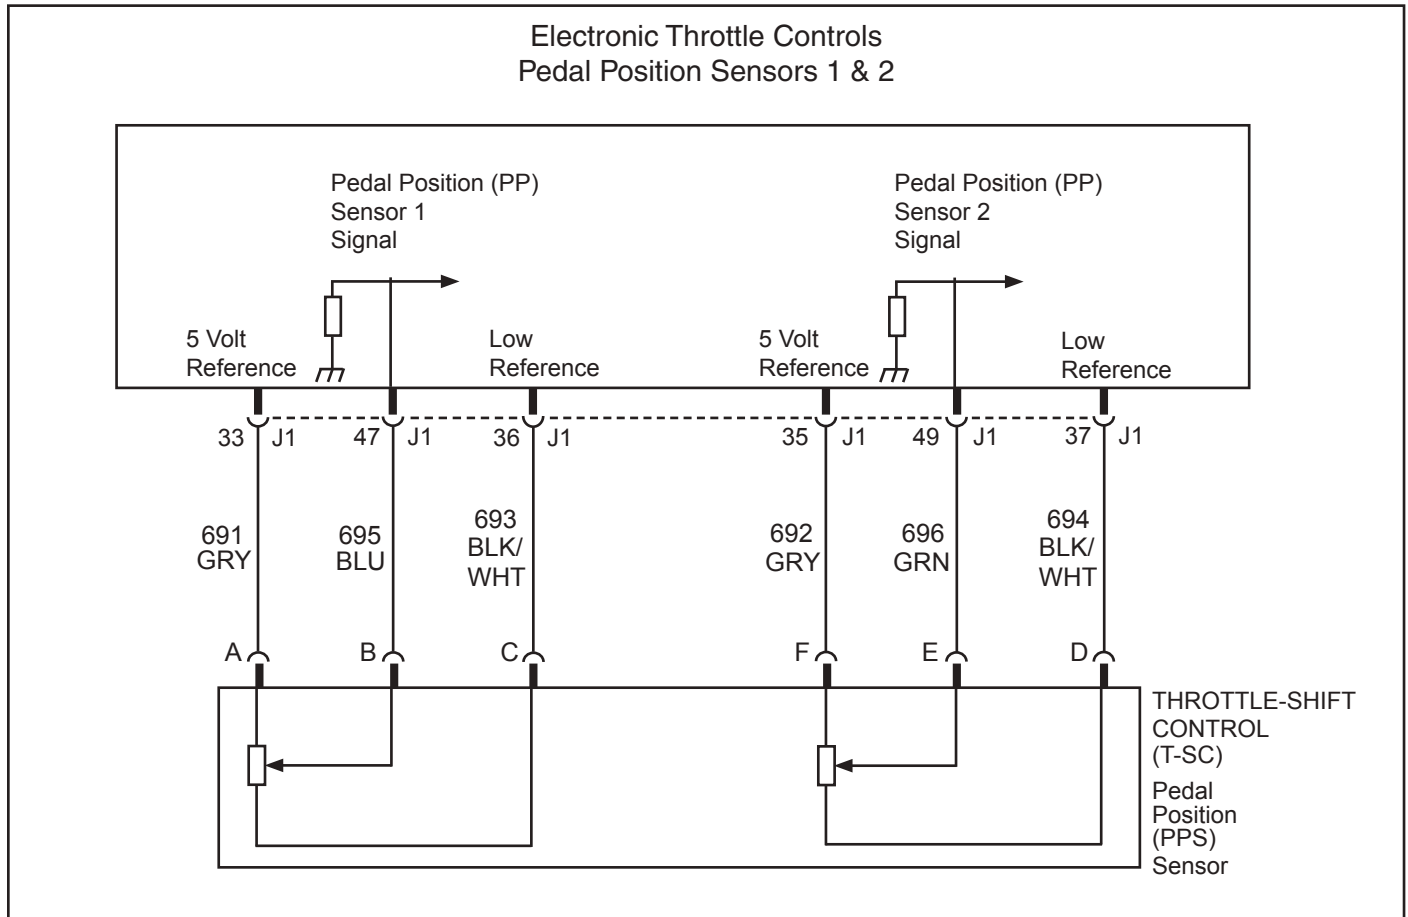 Electronic Throttle Controls
Pedal Position Sensors 1 & 2
Pedal Position (PP)
Sensor 1
Signal
Pedal Position (PP)
Sensor 2
Signal
5 Volt
Reference
Low
Reference
5 Volt
Reference
Low
Reference
33 J1
47 J1
36 J1
35 J1
49 J1
37 J1
691
GRY
695
BLU
693
BLK/
WHT
692
GRY
696
GRN
694
BLK/
WHT
A
B
C
F
E
D
THROTTLE-SHIFT
CONTROL
(T-SC)
Pedal
Position
(PPS)
Sensor